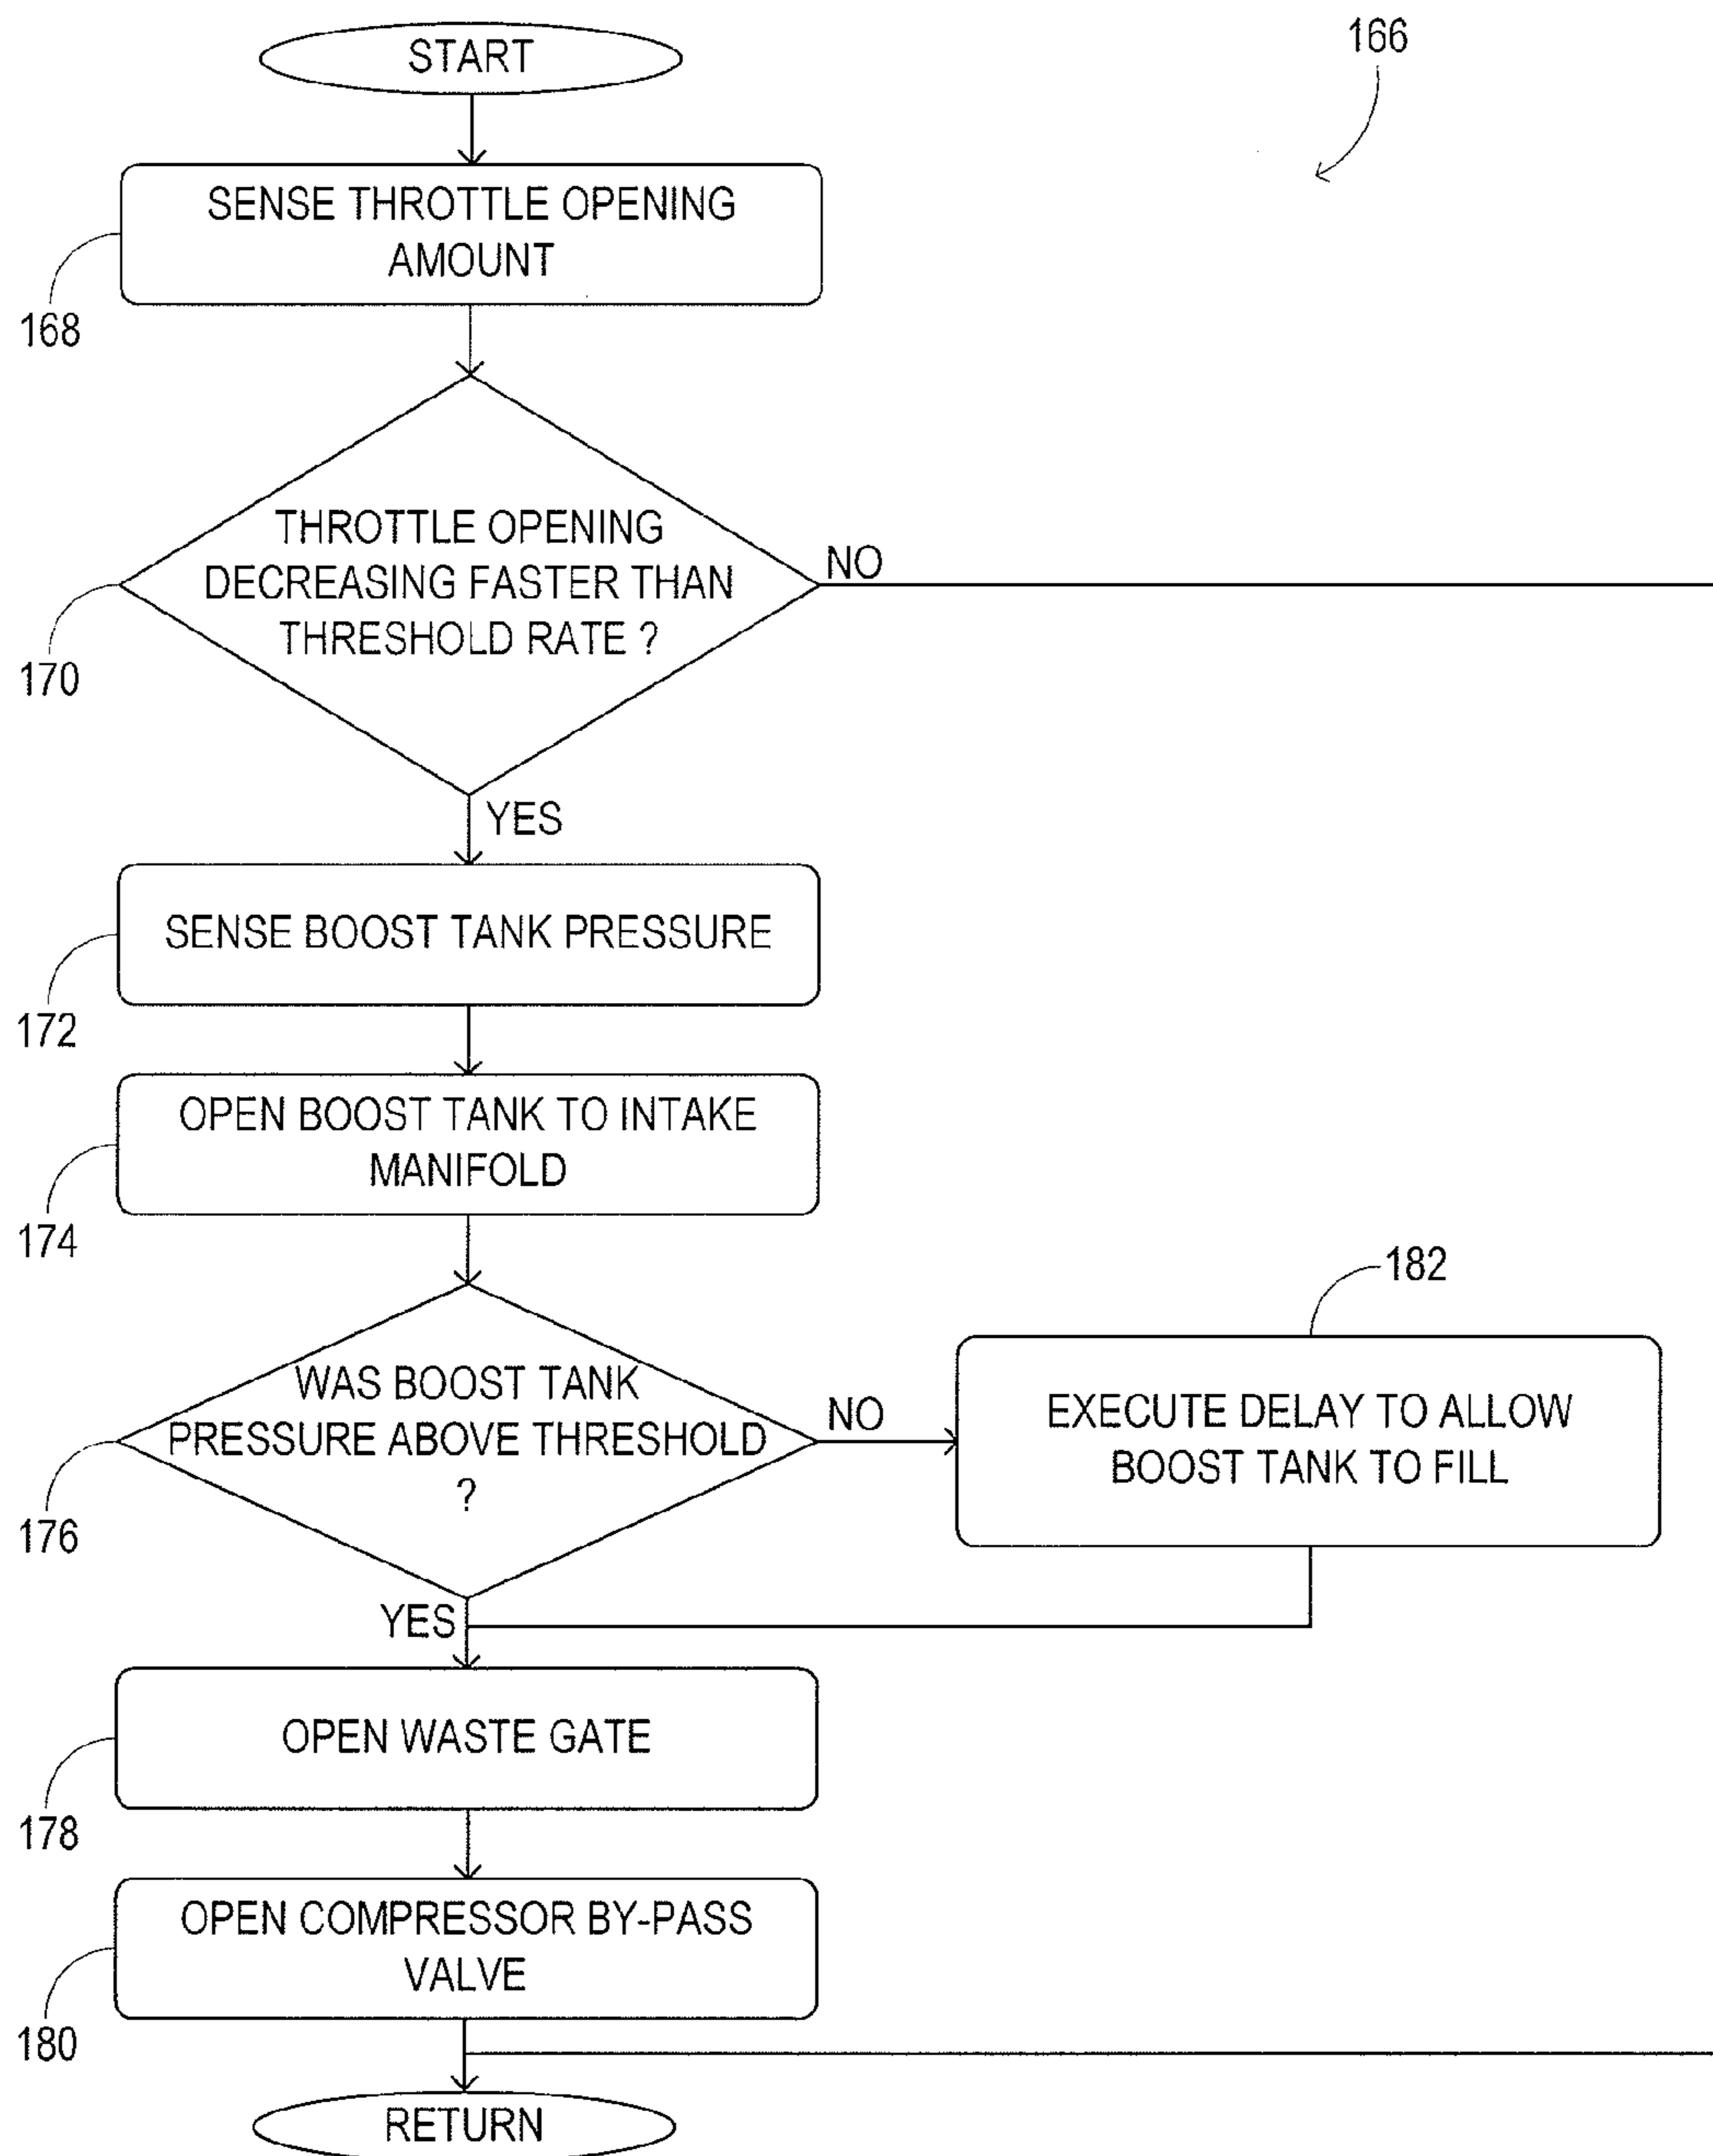 START
166
SENSE THROTTLE OPENING
AMOUNT
168
THROTTLE OPENING
DECREASING FASTER THAN
THRESHOLD RATE ?
NO
170
YES
SENSE BOOST TANK PRESSURE
172
OPEN BOOST TANK TO INTAKE
MANIFOLD
174
182
WAS BOOST TANK
PRESSURE ABOVE THRESHOLD
?
NO
EXECUTE DELAY TO ALLOW
BOOST TANK TO FILL
176
YES
OPEN WASTE GATE
178
OPEN COMPRESSOR BY-PASS
VALVE
180
RETURN